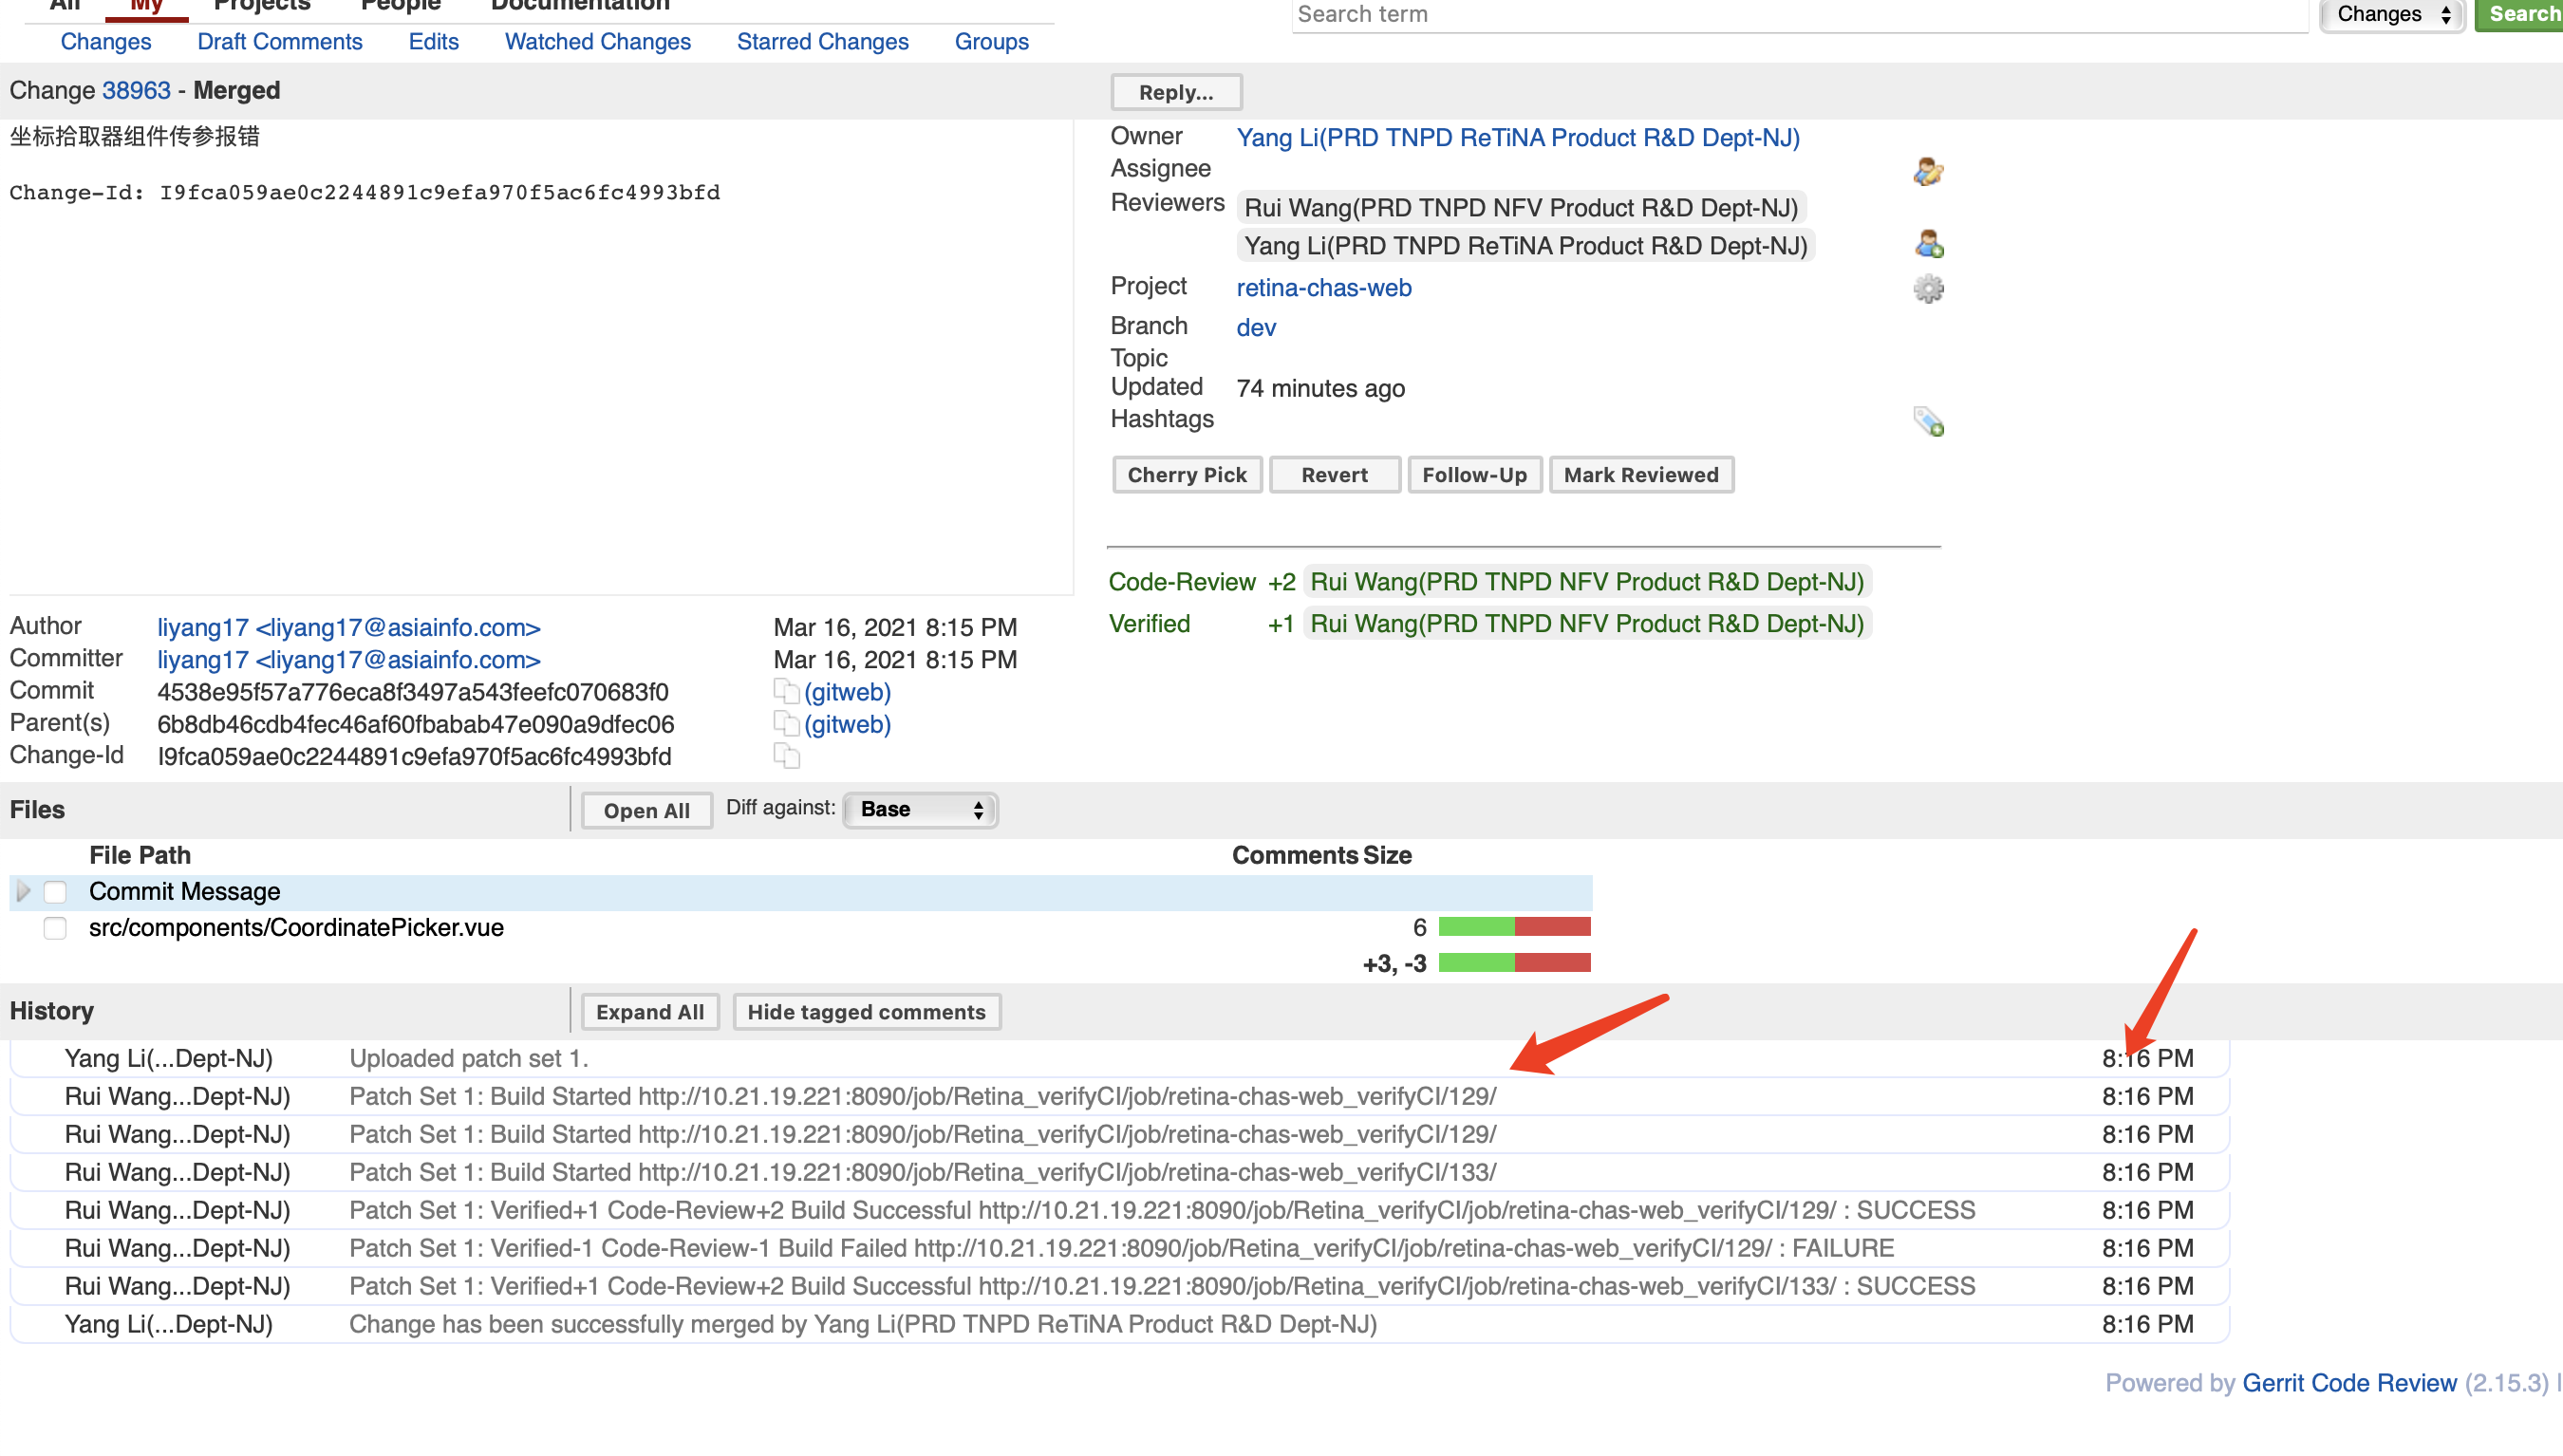 All My Projects People Documentation
Search term Changes Search
Changes Draft Comments Edits Watched Changes Starred Changes Groups
Change 38963 - Merged
Reply...
坐标拾取器组件传参报错
Change-Id: I9fca059ae0c2244891c9efa970f5ac6fc4993bfd
Owner Yang Li(PRD TNPD ReTiNA Product R&D Dept-NJ)
Assignee
Reviewers Rui Wang(PRD TNPD NFV Product R&D Dept-NJ)
Yang Li(PRD TNPD ReTiNA Product R&D Dept-NJ)
Project retina-chas-web
Branch dev
Topic
Updated 74 minutes ago
Hashtags
Cherry Pick Revert Follow-Up Mark Reviewed
Code-Review +2 Rui Wang(PRD TNPD NFV Product R&D Dept-NJ)
Verified +1 Rui Wang(PRD TNPD NFV Product R&D Dept-NJ)
Author liyang17 <liyang17@asiainfo.com> Mar 16, 2021 8:15 PM
Committer liyang17 <liyang17@asiainfo.com> Mar 16, 2021 8:15 PM
Commit 4538e95f57a776eca8f3497a543feefc070683f0 (gitweb)
Parent(s) 6b8db46cdb4fec46af60fbabab47e090a9dfec06 (gitweb)
Change-Id I9fca059ae0c2244891c9efa970f5ac6fc4993bfd
Files Open All Diff against: Base
File Path Comments Size
Commit Message
src/components/CoordinatePicker.vue 6
+3, -3
History Expand All Hide tagged comments
Yang Li(...Dept-NJ) Uploaded patch set 1. 8:16 PM
Rui Wang...Dept-NJ) Patch Set 1: Build Started http://10.21.19.221:8090/job/Retina_verifyCI/job/retina-chas-web_verifyCI/129/ 8:16 PM
Rui Wang...Dept-NJ) Patch Set 1: Build Started http://10.21.19.221:8090/job/Retina_verifyCI/job/retina-chas-web_verifyCI/129/ 8:16 PM
Rui Wang...Dept-NJ) Patch Set 1: Build Started http://10.21.19.221:8090/job/Retina_verifyCI/job/retina-chas-web_verifyCI/133/ 8:16 PM
Rui Wang...Dept-NJ) Patch Set 1: Verified+1 Code-Review+2 Build Successful http://10.21.19.221:8090/job/Retina_verifyCI/job/retina-chas-web_verifyCI/129/ : SUCCESS 8:16 PM
Rui Wang...Dept-NJ) Patch Set 1: Verified-1 Code-Review-1 Build Failed http://10.21.19.221:8090/job/Retina_verifyCI/job/retina-chas-web_verifyCI/129/ : FAILURE 8:16 PM
Rui Wang...Dept-NJ) Patch Set 1: Verified+1 Code-Review+2 Build Successful http://10.21.19.221:8090/job/Retina_verifyCI/job/retina-chas-web_verifyCI/133/ : SUCCESS 8:16 PM
Yang Li(...Dept-NJ) Change has been successfully merged by Yang Li(PRD TNPD ReTiNA Product R&D Dept-NJ) 8:16 PM
Powered by Gerrit Code Review (2.15.3) |